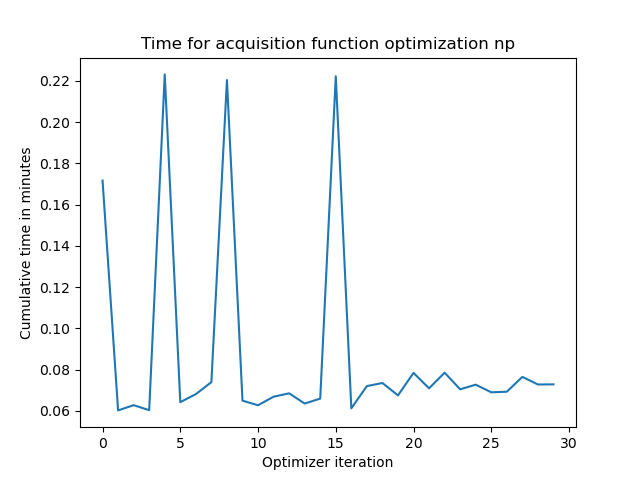 Time for acquisition function optimization np
Cumulative time in minutes
0.22
0.20
0.18
0.16
0.14
0.12
0.10
0.08
0.06
0 5 10 15 20 25 30
Optimizer iteration